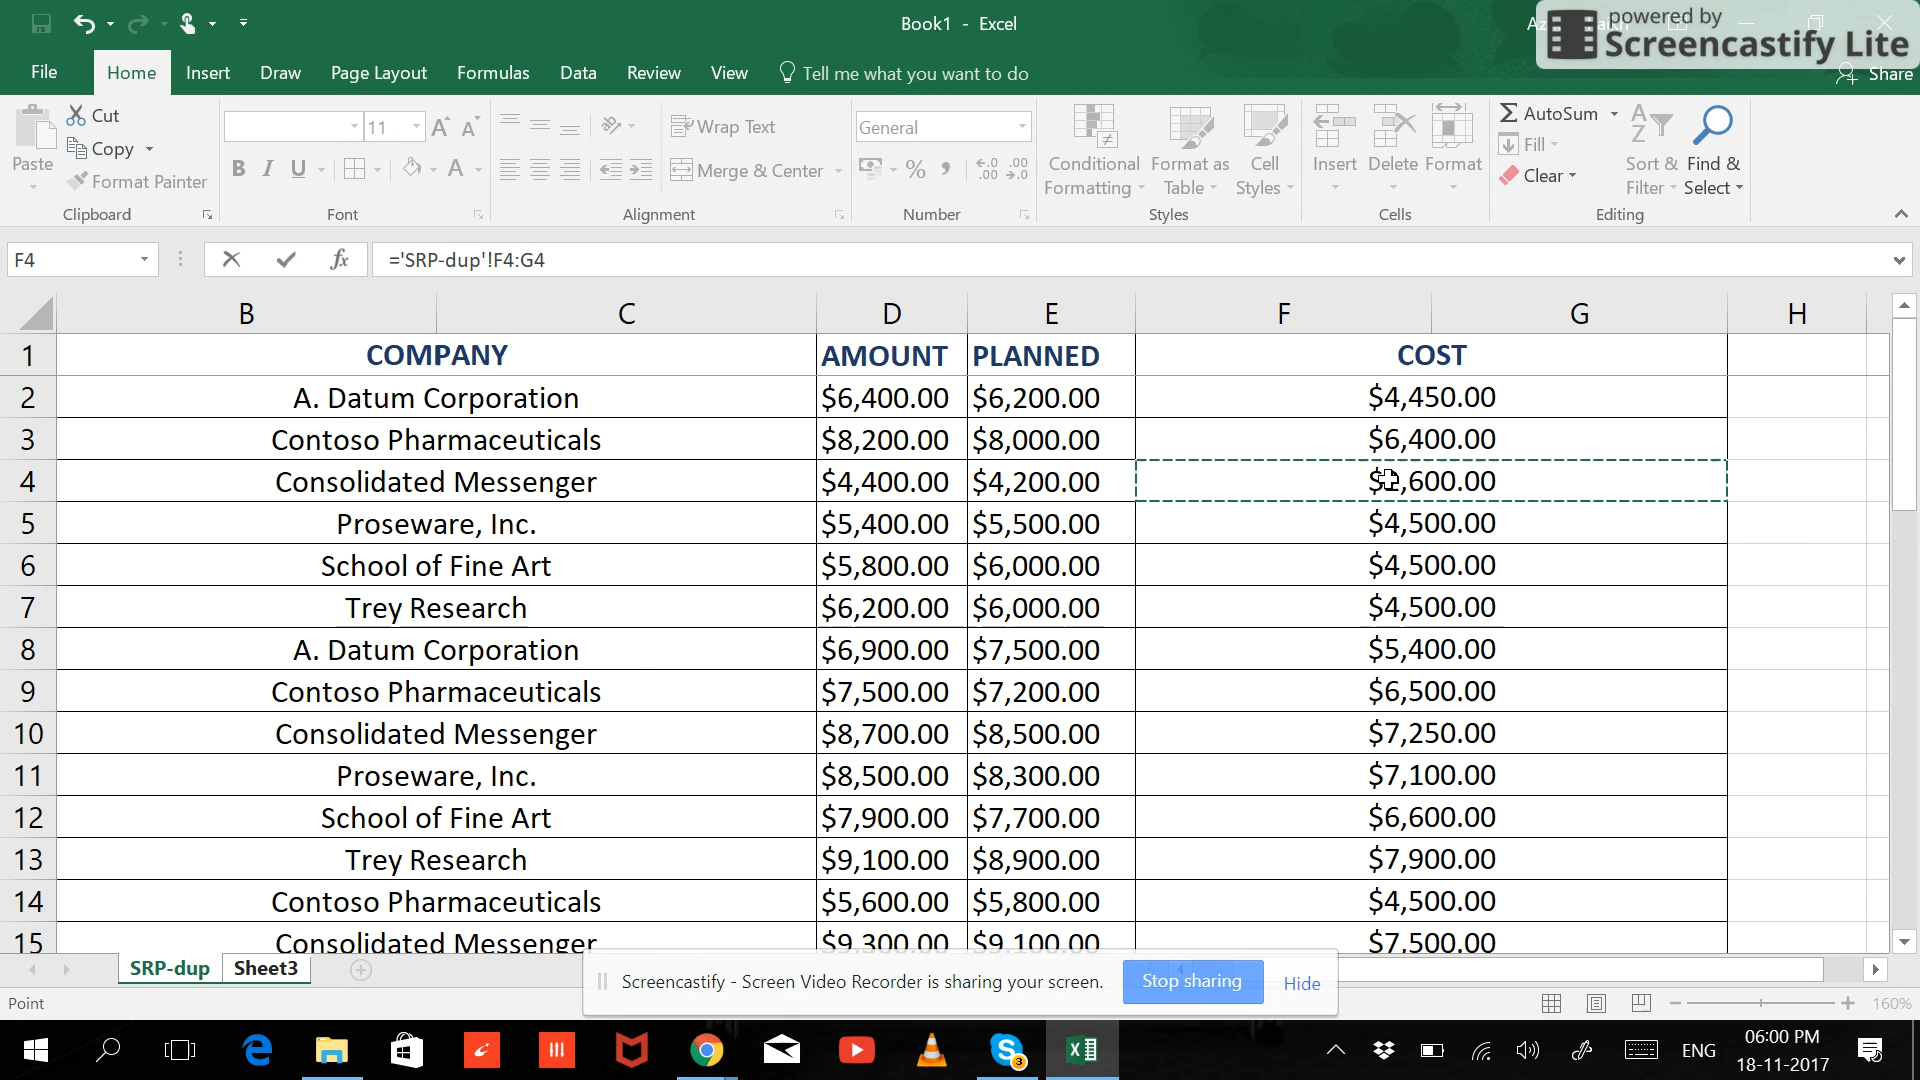 Book1 - Excel
powered by
Screencastify Lite
File Home Insert Draw Page Layout Formulas Data Review View Tell me what you want to do Share
Paste
Cut
Copy
Format Painter
Clipboard
11
B I U
Font
Wrap Text
Merge & Center
Alignment
General
%
Number
Conditional Formatting
Format as Table
Cell Styles
Styles
Insert
Delete
Format
Cells
AutoSum
Fill
Clear
Sort & Filter
Find & Select
Editing
F4 fx ='SRP-dup'!F4:G4
B C D E F G H
1 COMPANY AMOUNT PLANNED COST
2 A. Datum Corporation $6,400.00 $6,200.00 $4,450.00
3 Contoso Pharmaceuticals $8,200.00 $8,000.00 $6,400.00
4 Consolidated Messenger $4,400.00 $4,200.00
5 Proseware, Inc. $5,400.00 $5,500.00 $4,500.00
6 School of Fine Art $5,800.00 $6,000.00 $4,500.00
7 Trey Research $6,200.00 $6,000.00 $4,500.00
8 A. Datum Corporation $6,900.00 $7,500.00 $5,400.00
9 Contoso Pharmaceuticals $7,500.00 $7,200.00 $6,500.00
10 Consolidated Messenger $8,700.00 $8,500.00 $7,250.00
11 Proseware, Inc. $8,500.00 $8,300.00 $7,100.00
12 School of Fine Art $7,900.00 $7,700.00 $6,600.00
13 Trey Research $9,100.00 $8,900.00 $7,900.00
14 Contoso Pharmaceuticals $5,600.00 $5,800.00 $4,500.00
15 Consolidated Messenger $9,300.00 $9,100.00 $7,500.00
SRP-dup Sheet3
Screencastify - Screen Video Recorder is sharing your screen. Stop sharing Hide
Point 160%
3
ENG
06:00 PM
18-11-2017